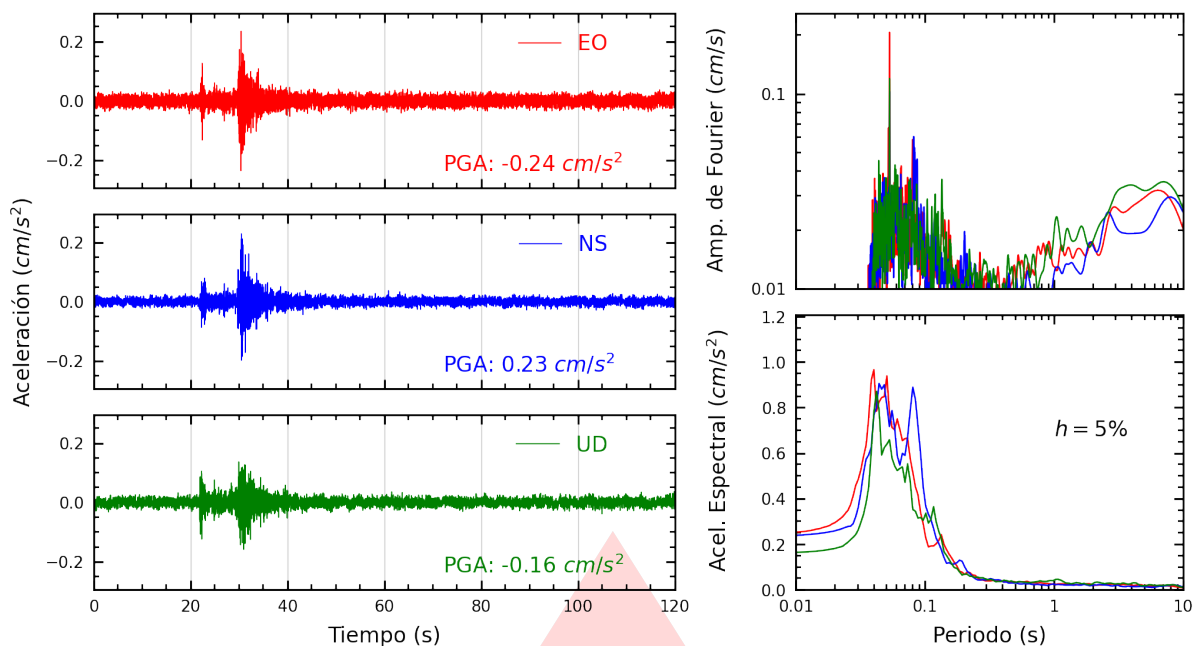 Aceleración (cm/s²)
0.2
0.0
−0.2
EO
PGA: -0.24 cm/s²
0.2
0.0
−0.2
NS
PGA: 0.23 cm/s²
0.2
0.0
−0.2
UD
PGA: -0.16 cm/s²
0 20 40 60 80 100 120
Tiempo (s)
Amp. de Fourier (cm/s)
0.1
0.01
Acel. Espectral (cm/s²)
1.2
1.0
0.8
0.6
0.4
0.2
0.0
h = 5%
0.01 0.1 1 10
Periodo (s)